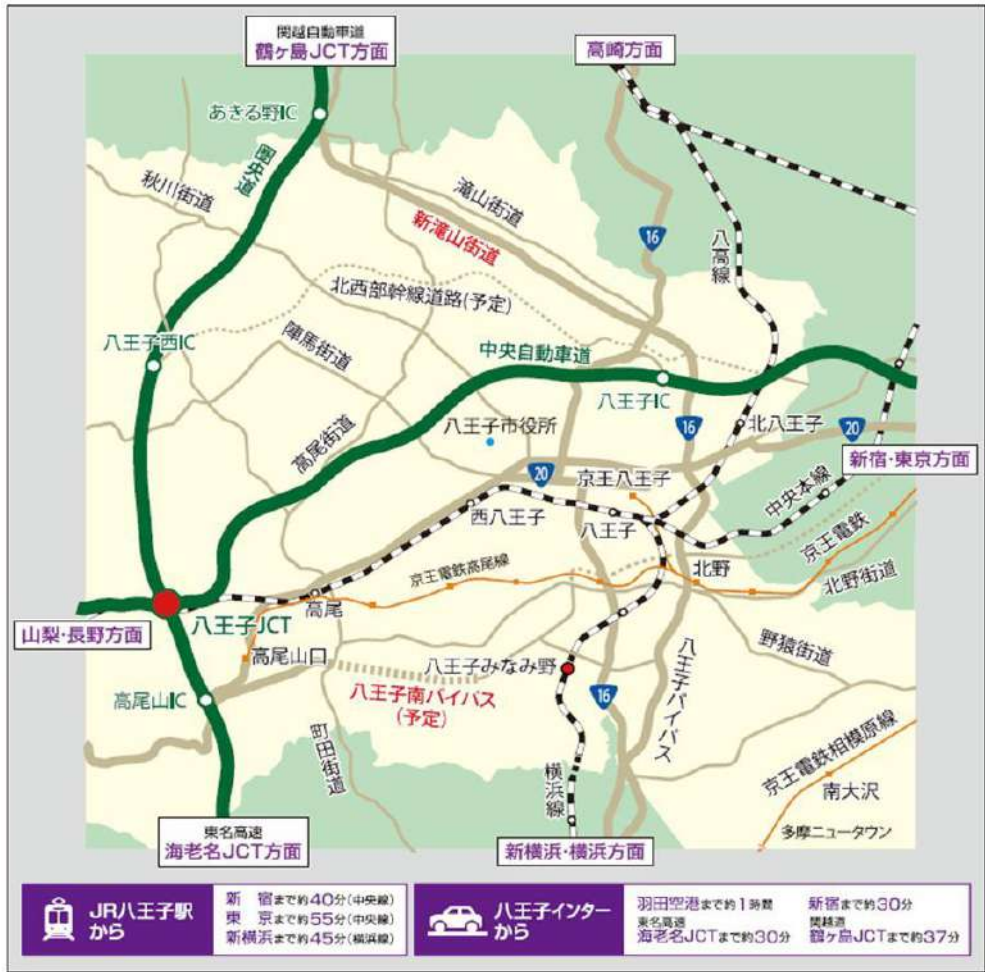 関越自動車道
鶴ヶ島JCT方面
高崎方面
あきる野IC
圏央道
秋川街道
滝山街道
新滝山街道
16
八高線
北西部幹線道路(予定)
陣馬街道
八王子西IC
中央自動車道
八王子IC
高尾街道
八王子市役所
16
北八王子
20
新宿・東京方面
20
京王八王子
中央本線
西八王子
八王子
京王電鉄
京王電鉄高尾線
北野
北野街道
高尾
山梨・長野方面
八王子JCT
高尾山口
八王子みなみ野
野猿街道
八王子南バイパス
(予定)
16
八王子バイパス
高尾山IC
町田街道
横浜線
京王電鉄相模原線
南大沢
多摩ニュータウン
東名高速
海老名JCT方面
新横浜・横浜方面
JR八王子駅
から
新 宿まで約40分(中央線)
東 京まで約55分(中央線)
新横浜まで約45分(横浜線)
八王子インター
から
羽田空港まで約1時間
東名高速
海老名JCTまで約30分
新宿まで約30分
関越道
鶴ヶ島JCTまで約37分